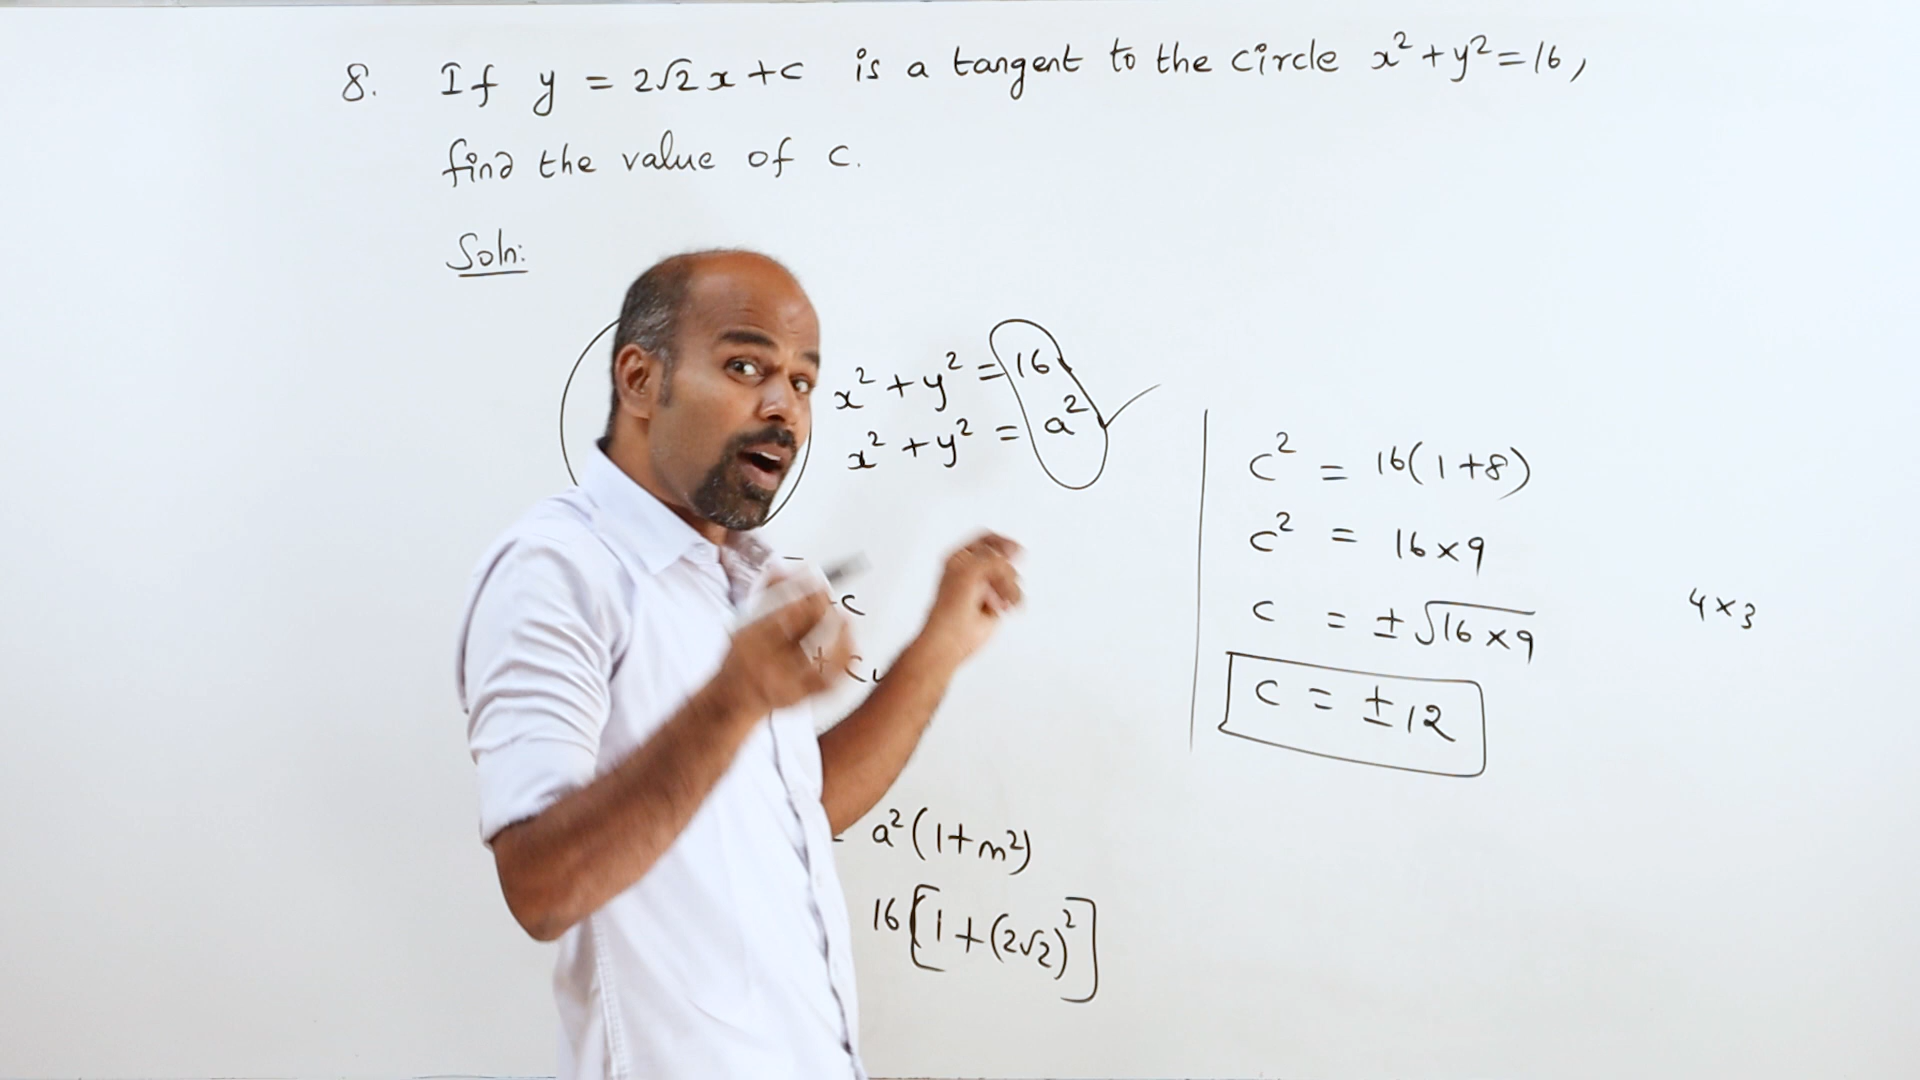 8. If y = 2√2x + c is a tangent to the circle x² + y² = 16,
find the value of c.
Soln:
x² + y² = 16
x² + y² = a²
a²(1+m²)
16[1+(2√2)²]
c² = 16(1+8)
c² = 16×9
c = ±√16×9
c = ±12
4×3